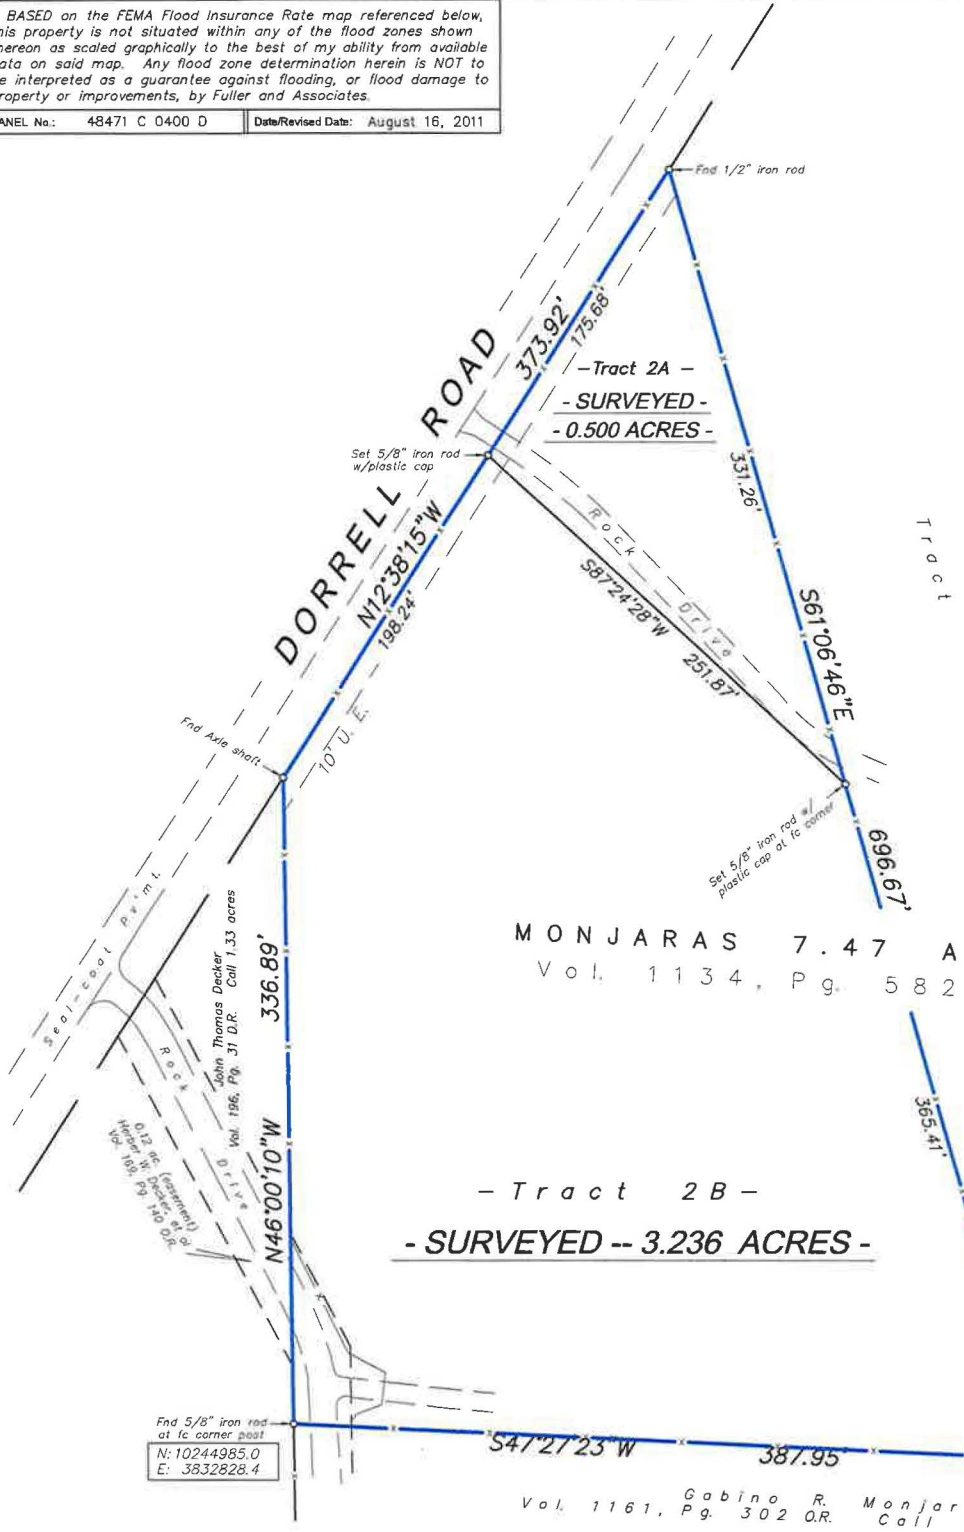 BASED on the FEMA Flood Insurance Rate map referenced below,
this property is not situated within any of the flood zones shown
hereon as scaled graphically to the best of my ability from available
data on said map. Any flood zone determination herein is NOT to
be interpreted as a guarantee against flooding, or flood damage to
property or improvements, by Fuller and Associates.
PANEL No.: 48471 C 0400 D Date/Revised Date: August 16, 2011
Fnd 1/2" iron rod
373.92'
175.68'
-Tract 2A -
- SURVEYED -
- 0.500 ACRES -
DORRELL ROAD
Set 5/8" iron rod
w/plastic cap
331.26'
Tract
N12°38'15"W
198.24'
Rock Drive
S87°24'28"W
251.87'
S61°06'46"E
Fnd Axle shaft
10' U. E.
Set 5/8" iron rod w/
plastic cap at fc corner
696.67'
MONJARAS 7.47 A
Vol. 1134, Pg. 582
Seal-coat Pv'mt.
336.89'
John Thomas Decker
Vol. 196, Pg. 31 D.R. Call 1.33 acres
Rock Drive
0.12 ac. (easement)
Herber W. Decker, et al
Vol. 169, Pg. 140 D.R.
N46°00'10"W
365.41'
-Tract 2B-
- SURVEYED -- 3.236 ACRES -
Fnd 5/8" iron rod
at fc corner post
N: 10244985.0
E: 3832828.4
S47°27'23"W
387.95'
Gabino R. Monjar
Vol. 1161, Pg. 302 O.R. Call